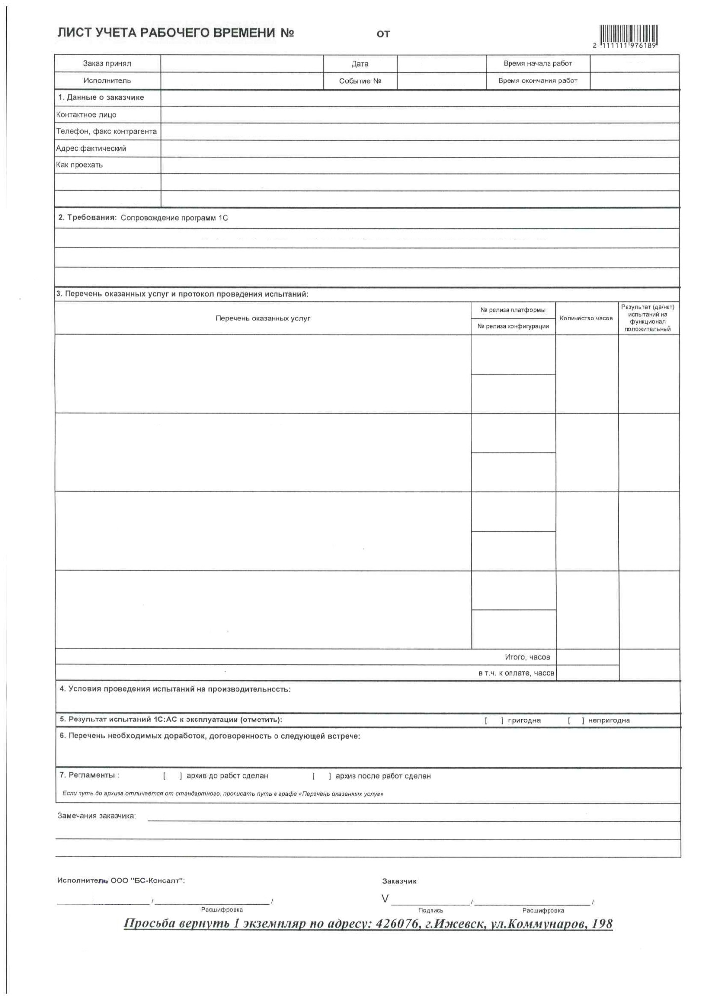 ЛИСТ УЧЕТА РАБОЧЕГО ВРЕМЕНИ № от
2 111111 976189
Заказ принял Дата Время начала работ
Исполнитель Событие № Время окончания работ
1. Данные о заказчике
Контактное лицо
Телефон, факс контрагента
Адрес фактический
Как проехать
2. Требования: Сопровождение программ 1С
3. Перечень оказанных услуг и протокол проведения испытаний:
Перечень оказанных услуг
№ релиза платформы
№ релиза конфигурации
Количество часов
Результат (да/нет)
испытаний на
функционал
положительный
Итого, часов
в т.ч. к оплате, часов
4. Условия проведения испытаний на производительность:
5. Результат испытаний 1С:АС к эксплуатации (отметить): [ ] пригодна [ ] непригодна
6. Перечень необходимых доработок, договоренность о следующей встрече:
7. Регламенты : [ ] архив до работ сделан [ ] архив после работ сделан
Если путь до архива отличается от стандартного, прописать путь в графе «Перечень оказанных услуг»
Замечания заказчика:
Исполнитель, ООО "БС-Консалт": Заказчик
/ / V / /
Расшифровка Подпись Расшифровка
Просьба вернуть 1 экземпляр по адресу: 426076, г.Ижевск, ул.Коммунаров, 198